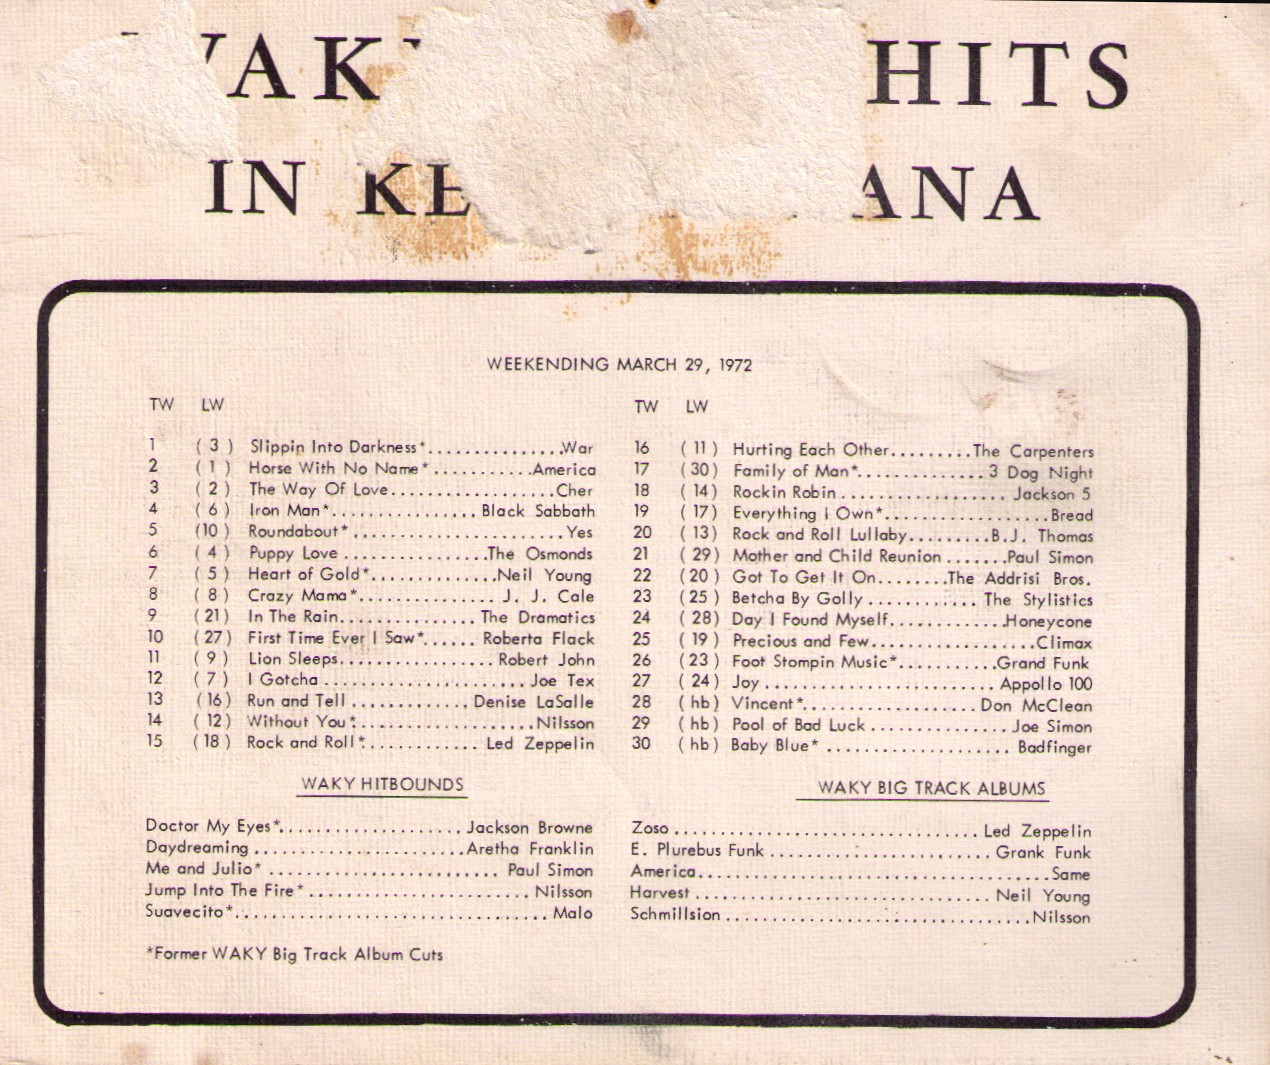 WAK HITS
IN KE ANA
WEEKENDING MARCH 29, 1972
TW LW
1 ( 3 ) Slippin Into Darkness*..............War
2 ( 1 ) Horse With No Name*..........America
3 ( 2 ) The Way Of Love.................Cher
4 ( 6 ) Iron Man*............... Black Sabbath
5 (10 ) Roundabout*......................Yes
6 ( 4 ) Puppy Love ...............The Osmonds
7 ( 5 ) Heart of Gold*.............Neil Young
8 ( 8 ) Crazy Mama*.............. J. J. Cale
9 (21) In The Rain.............. The Dramatics
10 (27) First Time Ever I Saw*...... Roberta Flack
11 ( 9 ) Lion Sleeps................ Robert John
12 ( 7 ) I Gotcha ..................... Joe Tex
13 (16) Run and Tell ............ Denise LaSalle
14 ( 12) Without You*...................Nilsson
15 ( 18) Rock and Roll*............ Led Zeppelin
WAKY HITBOUNDS
Doctor My Eyes*................... Jackson Browne
Daydreaming ......................Aretha Franklin
Me and Julio* ........................ Paul Simon
Jump Into The Fire* ....................... Nilsson
Suavecito*................................ Malo
*Former WAKY Big Track Album Cuts
TW LW
16 ( 11 ) Hurting Each Other.........The Carpenters
17 ( 30) Family of Man*............. 3 Dog Night
18 ( 14) Rockin Robin ................. Jackson 5
19 ( 17) Everything I Own*.................Bread
20 ( 13) Rock and Roll Lullaby.........B.J. Thomas
21 ( 29) Mother and Child Reunion .......Paul Simon
22 ( 20) Got To Get It On........The Addrisi Bros.
23 ( 25) Betcha By Golly ........... The Stylistics
24 ( 28) Day I Found Myself............Honeycone
25 ( 19) Precious and Few.................Climax
26 ( 23) Foot Stompin Music*..........Grand Funk
27 ( 24) Joy ....................... Appollo 100
28 ( hb) Vincent*................. Don McClean
29 ( hb) Pool of Bad Luck .............. Joe Simon
30 ( hb) Baby Blue* .................. Badfinger
WAKY BIG TRACK ALBUMS
Zoso ............................... Led Zeppelin
E. Plurebus Funk ...................... Grank Funk
America...................................Same
Harvest .............................. Neil Young
Schmillsion ...............................Nilsson